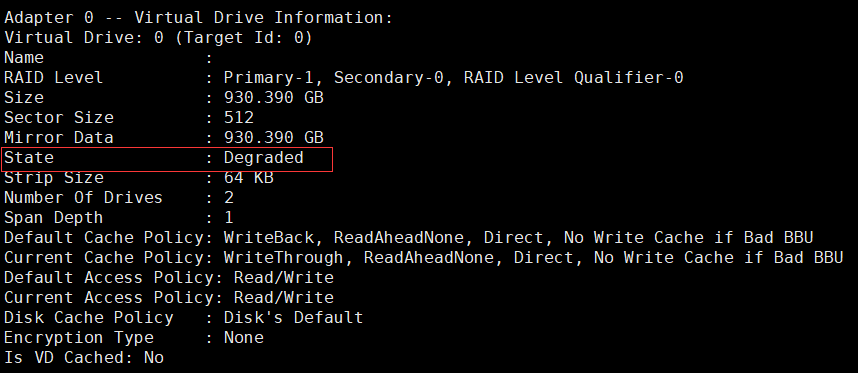 Adapter 0 -- Virtual Drive Information:
Virtual Drive: 0 (Target Id: 0)
Name                :
RAID Level          : Primary-1, Secondary-0, RAID Level Qualifier-0
Size                : 930.390 GB
Sector Size         : 512
Mirror Data         : 930.390 GB
State               : Degraded
Strip Size          : 64 KB
Number Of Drives    : 2
Span Depth          : 1
Default Cache Policy: WriteBack, ReadAheadNone, Direct, No Write Cache if Bad BBU
Current Cache Policy: WriteThrough, ReadAheadNone, Direct, No Write Cache if Bad BBU
Default Access Policy: Read/Write
Current Access Policy: Read/Write
Disk Cache Policy   : Disk's Default
Encryption Type     : None
Is VD Cached: No